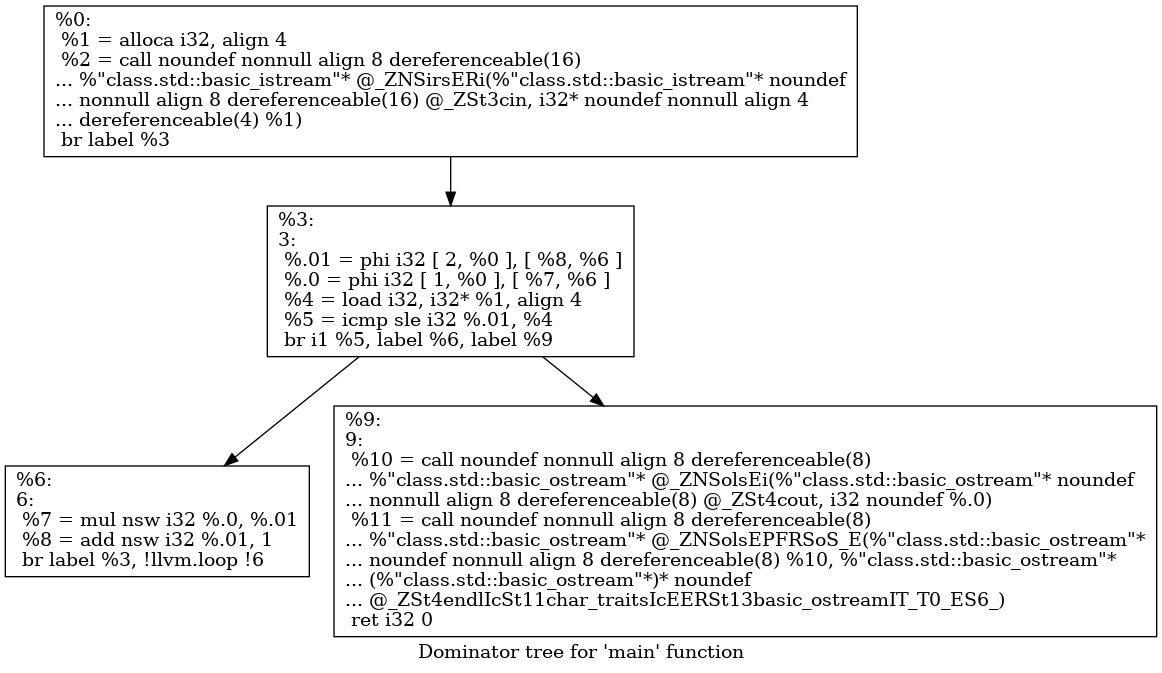 %0:
%1 = alloca i32, align 4
%2 = call noundef nonnull align 8 dereferenceable(16)
... %"class.std::basic_istream"* @_ZNSirsERi(%"class.std::basic_istream"* noundef
... nonnull align 8 dereferenceable(16) @_ZSt3cin, i32* noundef nonnull align 4
... dereferenceable(4) %1)
br label %3
%3:
3:
%.01 = phi i32 [ 2, %0 ], [ %8, %6 ]
%.0 = phi i32 [ 1, %0 ], [ %7, %6 ]
%4 = load i32, i32* %1, align 4
%5 = icmp sle i32 %.01, %4
br i1 %5, label %6, label %9
%6:
6:
%7 = mul nsw i32 %.0, %.01
%8 = add nsw i32 %.01, 1
br label %3, !llvm.loop !6
%9:
9:
%10 = call noundef nonnull align 8 dereferenceable(8)
... %"class.std::basic_ostream"* @_ZNSolsEi(%"class.std::basic_ostream"* noundef
... nonnull align 8 dereferenceable(8) @_ZSt4cout, i32 noundef %.0)
%11 = call noundef nonnull align 8 dereferenceable(8)
... %"class.std::basic_ostream"* @_ZNSolsEPFRSoS_E(%"class.std::basic_ostream"*
... noundef nonnull align 8 dereferenceable(8) %10, %"class.std::basic_ostream"*
... (%"class.std::basic_ostream"*)* noundef
... @_ZSt4endlIcSt11char_traitsIcEERSt13basic_ostreamIT_T0_ES6_)
ret i32 0
Dominator tree for 'main' function